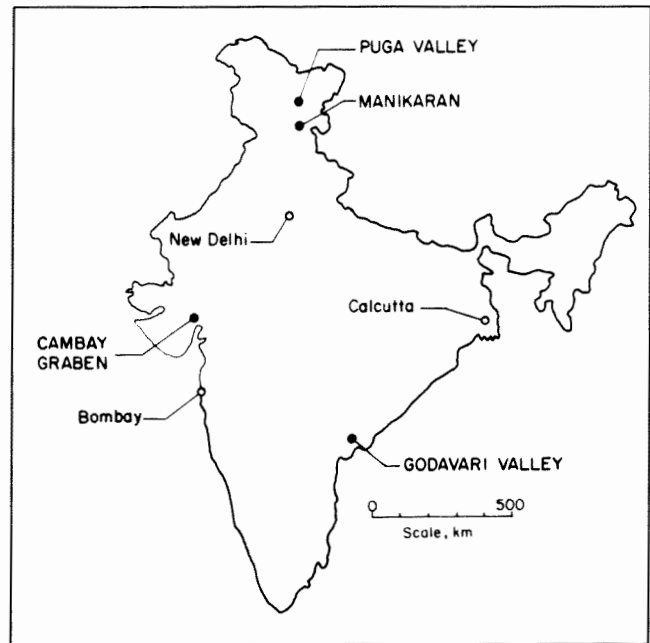 PUGA VALLEY
MANIKARAN
New Delhi
Calcutta
CAMBAY
GRABEN
Bombay
GODAVARI VALLEY
0 500
Scale, km